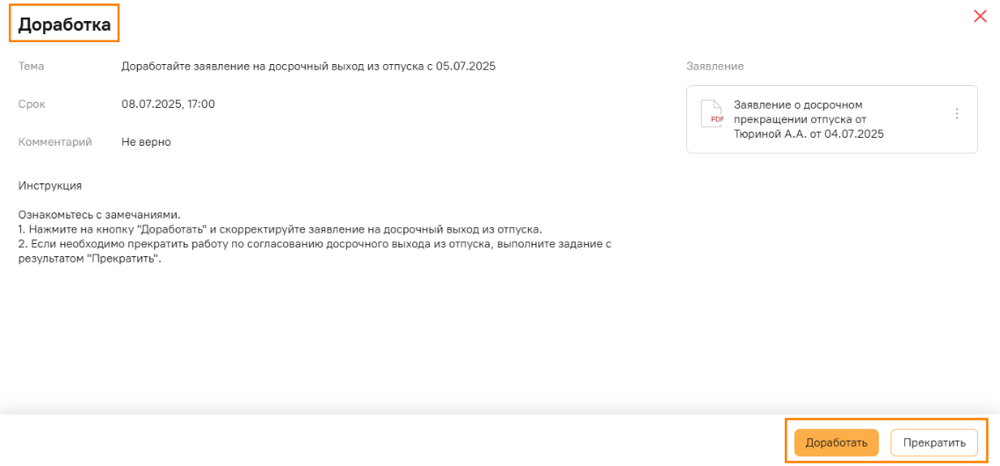 Доработка
Тема
Доработайте заявление на досрочный выход из отпуска с 05.07.2025
Срок
08.07.2025, 17:00
Комментарий
Не верно
Инструкция
Ознакомьтесь с замечаниями.
1. Нажмите на кнопку "Доработать" и скорректируйте заявление на досрочный выход из отпуска.
2. Если необходимо прекратить работу по согласованию досрочного выхода из отпуска, выполните задание с
результатом "Прекратить".
Заявление
PDF
Заявление о досрочном
прекращении отпуска от
Тюриной А.А. от 04.07.2025
Доработать
Прекратить